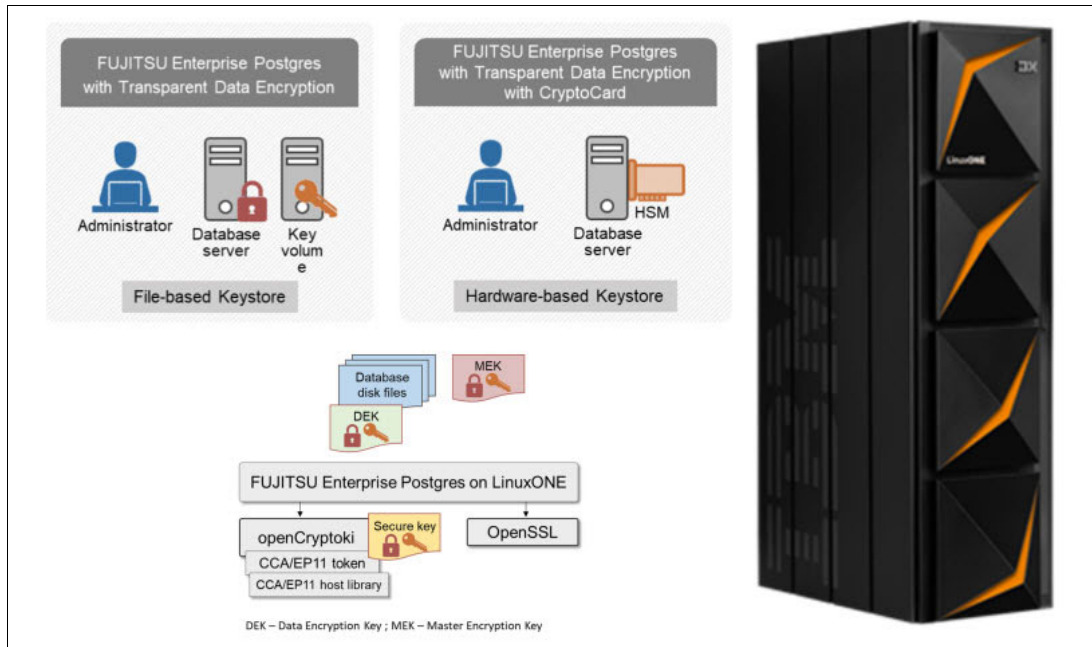 FUJITSU Enterprise Postgres
with Transparent Data Encryption
Administrator
Database
server
Key
volum
e
File-based Keystore
FUJITSU Enterprise Postgres
with Transparent Data Encryption
with CryptoCard
Administrator
HSM
Database
server
Hardware-based Keystore
LinuxONE
Database
disk files
MEK
DEK
FUJITSU Enterprise Postgres on LinuxONE
openCryptoki
Secure key
OpenSSL
CCA/EP11 token
CCA/EP11 host library
DEK – Data Encryption Key ; MEK – Master Encryption Key